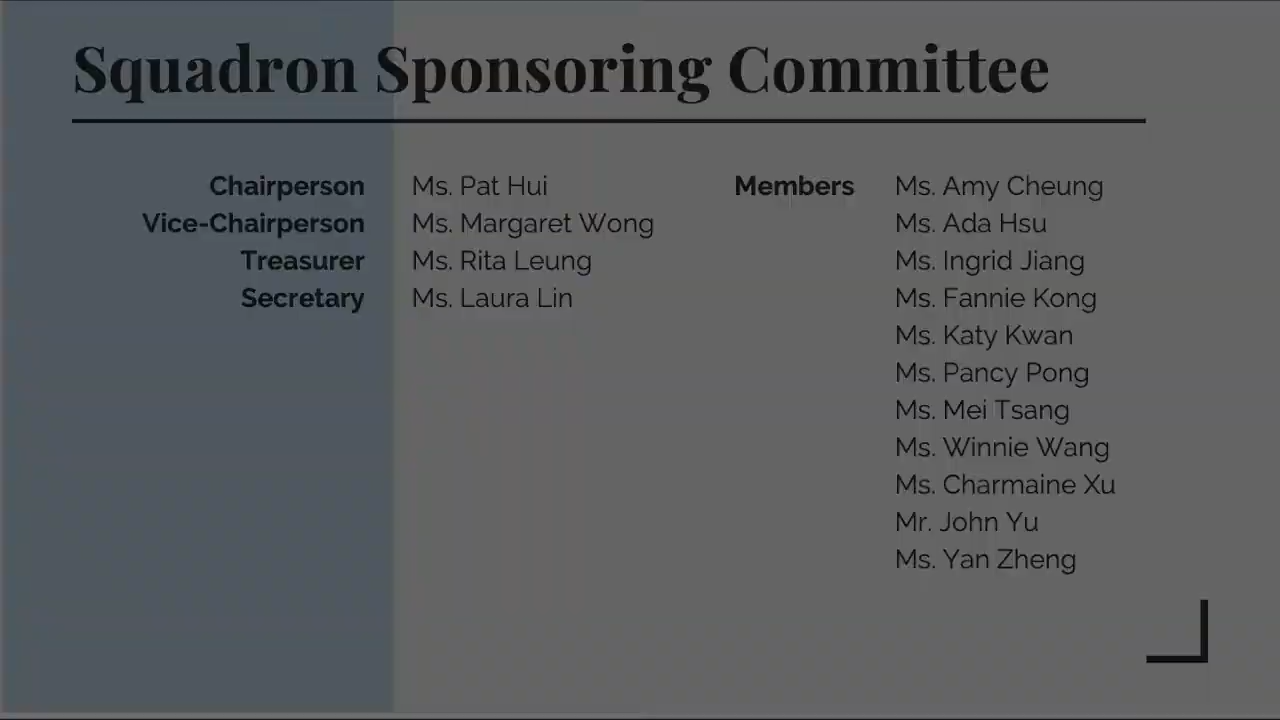 Squadron Sponsoring Committee
Chairperson Ms. Pat Hui
Vice-Chairperson Ms. Margaret Wong
Treasurer Ms. Rita Leung
Secretary Ms. Laura Lin
Members Ms. Amy Cheung
Ms. Ada Hsu
Ms. Ingrid Jiang
Ms. Fannie Kong
Ms. Katy Kwan
Ms. Pancy Pong
Ms. Mei Tsang
Ms. Winnie Wang
Ms. Charmaine Xu
Mr. John Yu
Ms. Yan Zheng